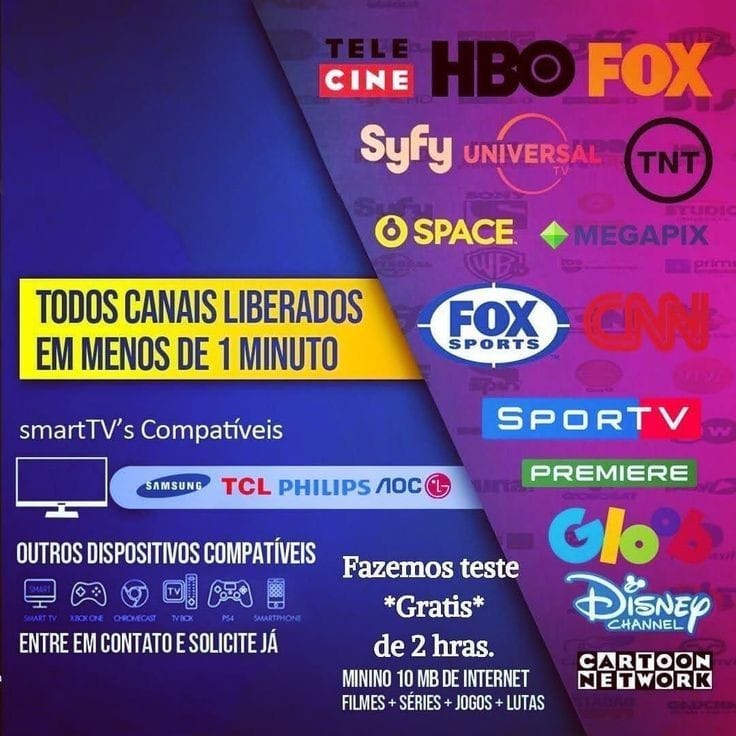 TELE
CINE
HBO
FOX
Syfy
UNIVERSAL
TV
TNT
SPACE
MEGAPIX
TODOS CANAIS LIBERADOS
EM MENOS DE 1 MINUTO
FOX
SPORTS
CNN
smartTV's Compatíveis
SPORTV
PREMIERE
SAMSUNG TCL PHILIPS AOC LG
Gloob
OUTROS DISPOSITIVOS COMPATÍVEIS
SMART
TV
SMART TV
XBOX ONE
CHROMECAST
TV BOX
PS4
SMARTPHONE
ENTRE EM CONTATO E SOLICITE JÁ
Fazemos teste
*Gratis*
de 2 hras.
MININO 10 MB DE INTERNET
FILMES + SÉRIES + JOGOS + LUTAS
DISNEY
CHANNEL
CARTOON
NETWORK